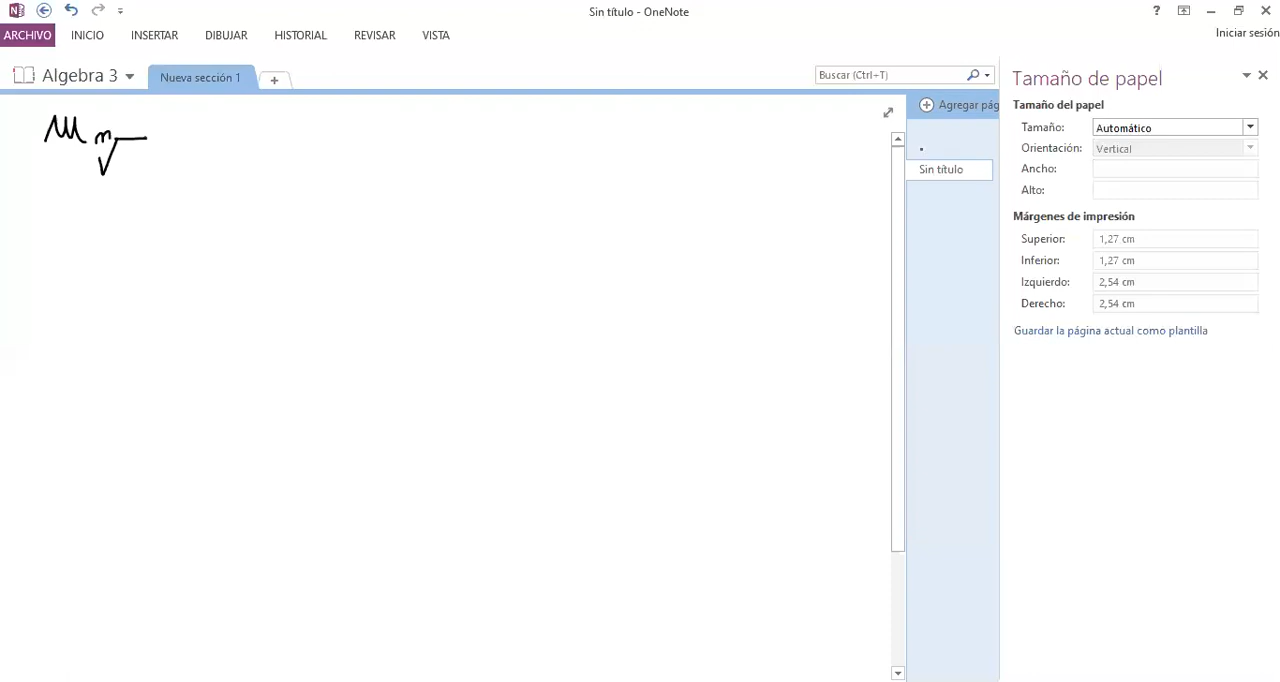 Sin título - OneNote
?
Iniciar sesión
ARCHIVO INICIO INSERTAR DIBUJAR HISTORIAL REVISAR VISTA
Algebra 3 Nueva sección 1 +
Buscar (Ctrl+T)
Agregar pág
.
Sin título
Tamaño de papel
Tamaño del papel
Tamaño: Automático
Orientación: Vertical
Ancho:
Alto:
Márgenes de impresión
Superior: 1,27 cm
Inferior: 1,27 cm
Izquierdo: 2,54 cm
Derecho: 2,54 cm
Guardar la página actual como plantilla